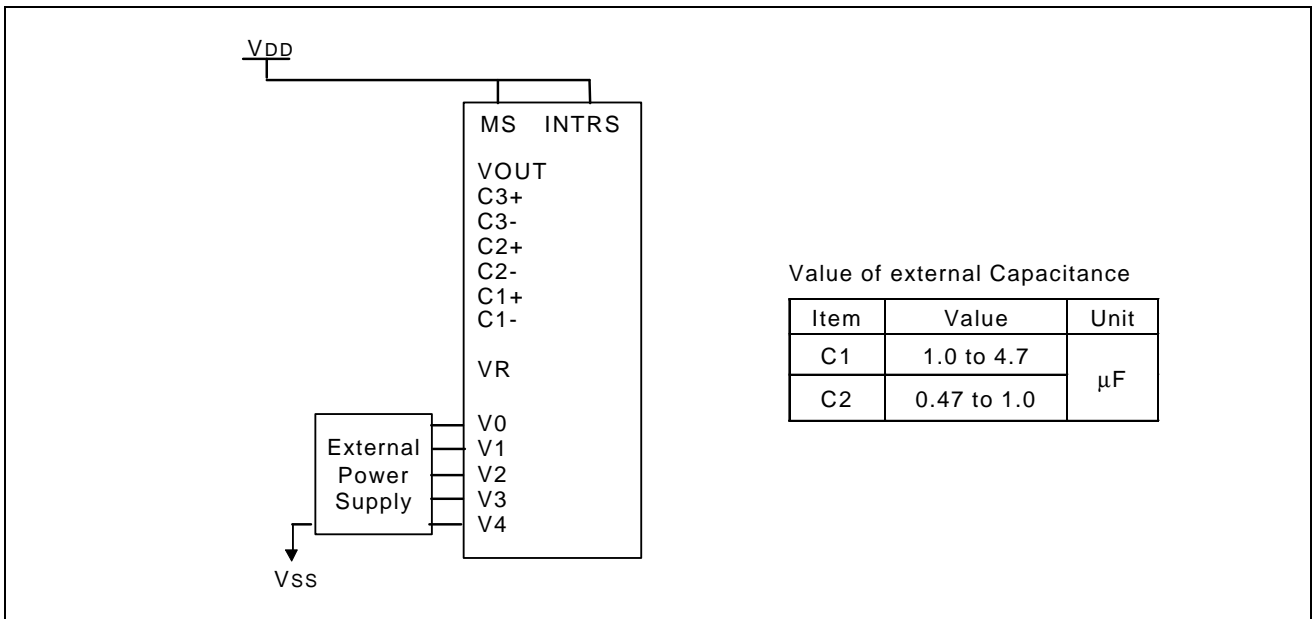 VDD
MS INTRS
VOUT
C3+
C3-
C2+
C2-
C1+
C1-
VR
V0
V1
V2
V3
V4
External
Power
Supply
VSS
Value of external Capacitance
Item Value Unit
C1 1.0 to 4.7 μF
C2 0.47 to 1.0